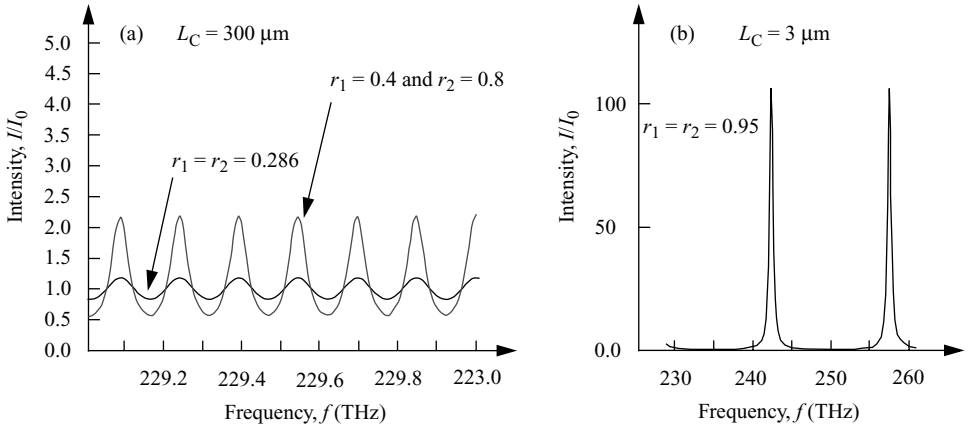 (a) L_C = 300 μm
Intensity, I/I_0
5.0
4.5
4.0
3.5
3.0
2.5
2.0
1.5
1.0
0.5
0.0
r_1 = 0.4 and r_2 = 0.8
r_1 = r_2 = 0.286
229.2 229.4 229.6 229.8 223.0
Frequency, f (THz)
(b) L_C = 3 μm
Intensity, I/I_0
100
50
0.0
r_1 = r_2 = 0.95
230 240 250 260
Frequency, f (THz)